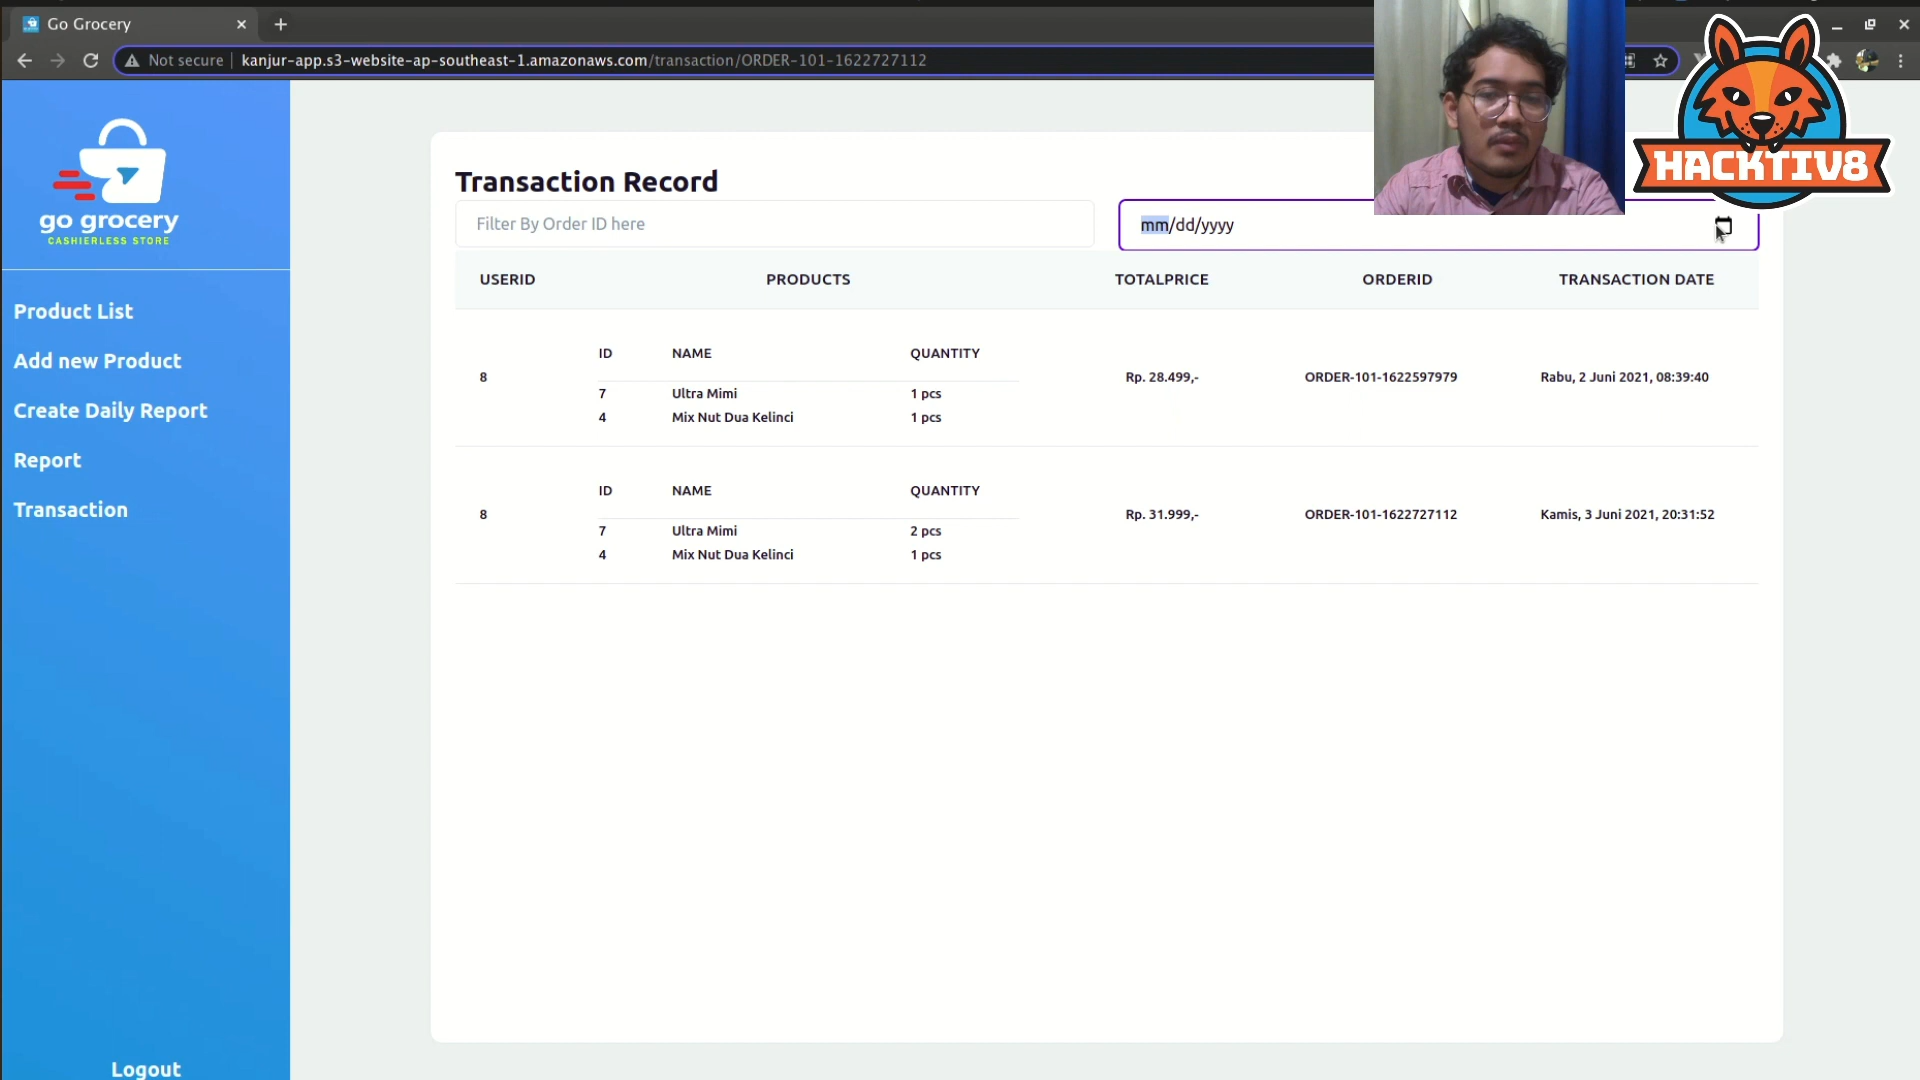 Go Grocery
Not secure kanjur-app.s3-website-ap-southeast-1.amazonaws.com/transaction/ORDER-101-1622727112
HACKTIV8
go grocery
CASHIERLESS STORE
Product List
Add new Product
Create Daily Report
Report
Transaction
Logout
Transaction Record
Filter By Order ID here
mm/dd/yyyy
USERID PRODUCTS TOTALPRICE ORDERID TRANSACTION DATE
ID NAME QUANTITY
8 Rp. 28.499,- ORDER-101-1622597979 Rabu, 2 Juni 2021, 08:39:40
7 Ultra Mimi 1 pcs
4 Mix Nut Dua Kelinci 1 pcs
ID NAME QUANTITY
8 Rp. 31.999,- ORDER-101-1622727112 Kamis, 3 Juni 2021, 20:31:52
7 Ultra Mimi 2 pcs
4 Mix Nut Dua Kelinci 1 pcs